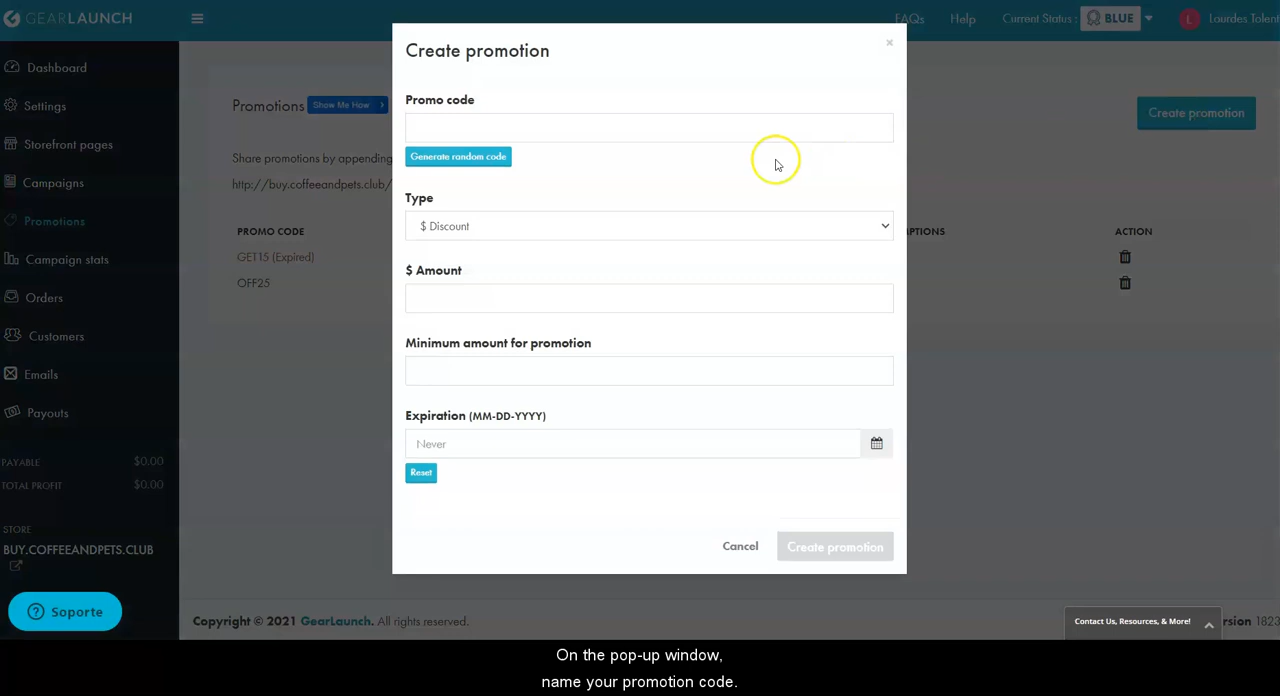 GEARLAUNCH
FAQs
Help
Current Status :
BLUE
L
Lourdes Tolent
Dashboard
Settings
Storefront pages
Campaigns
Promotions
Campaign stats
Orders
Customers
Emails
Payouts
PAYABLE $0.00
TOTAL PROFIT $0.00
STORE
BUY.COFFEEANDPETS.CLUB
Soporte
Promotions
Show Me How
Create promotion
Share promotions by appending
http://buy.coffeeandpets.club/
PROMO CODE
PTIONS
ACTION
GET15 (Expired)
OFF25
Create promotion
×
Promo code
Generate random code
Type
$ Discount
$ Amount
Minimum amount for promotion
Expiration (MM-DD-YYYY)
Never
Reset
Cancel
Create promotion
Copyright © 2021 GearLaunch. All rights reserved.
Contact Us, Resources, & More!
rsion 1823
On the pop-up window,
name your promotion code.